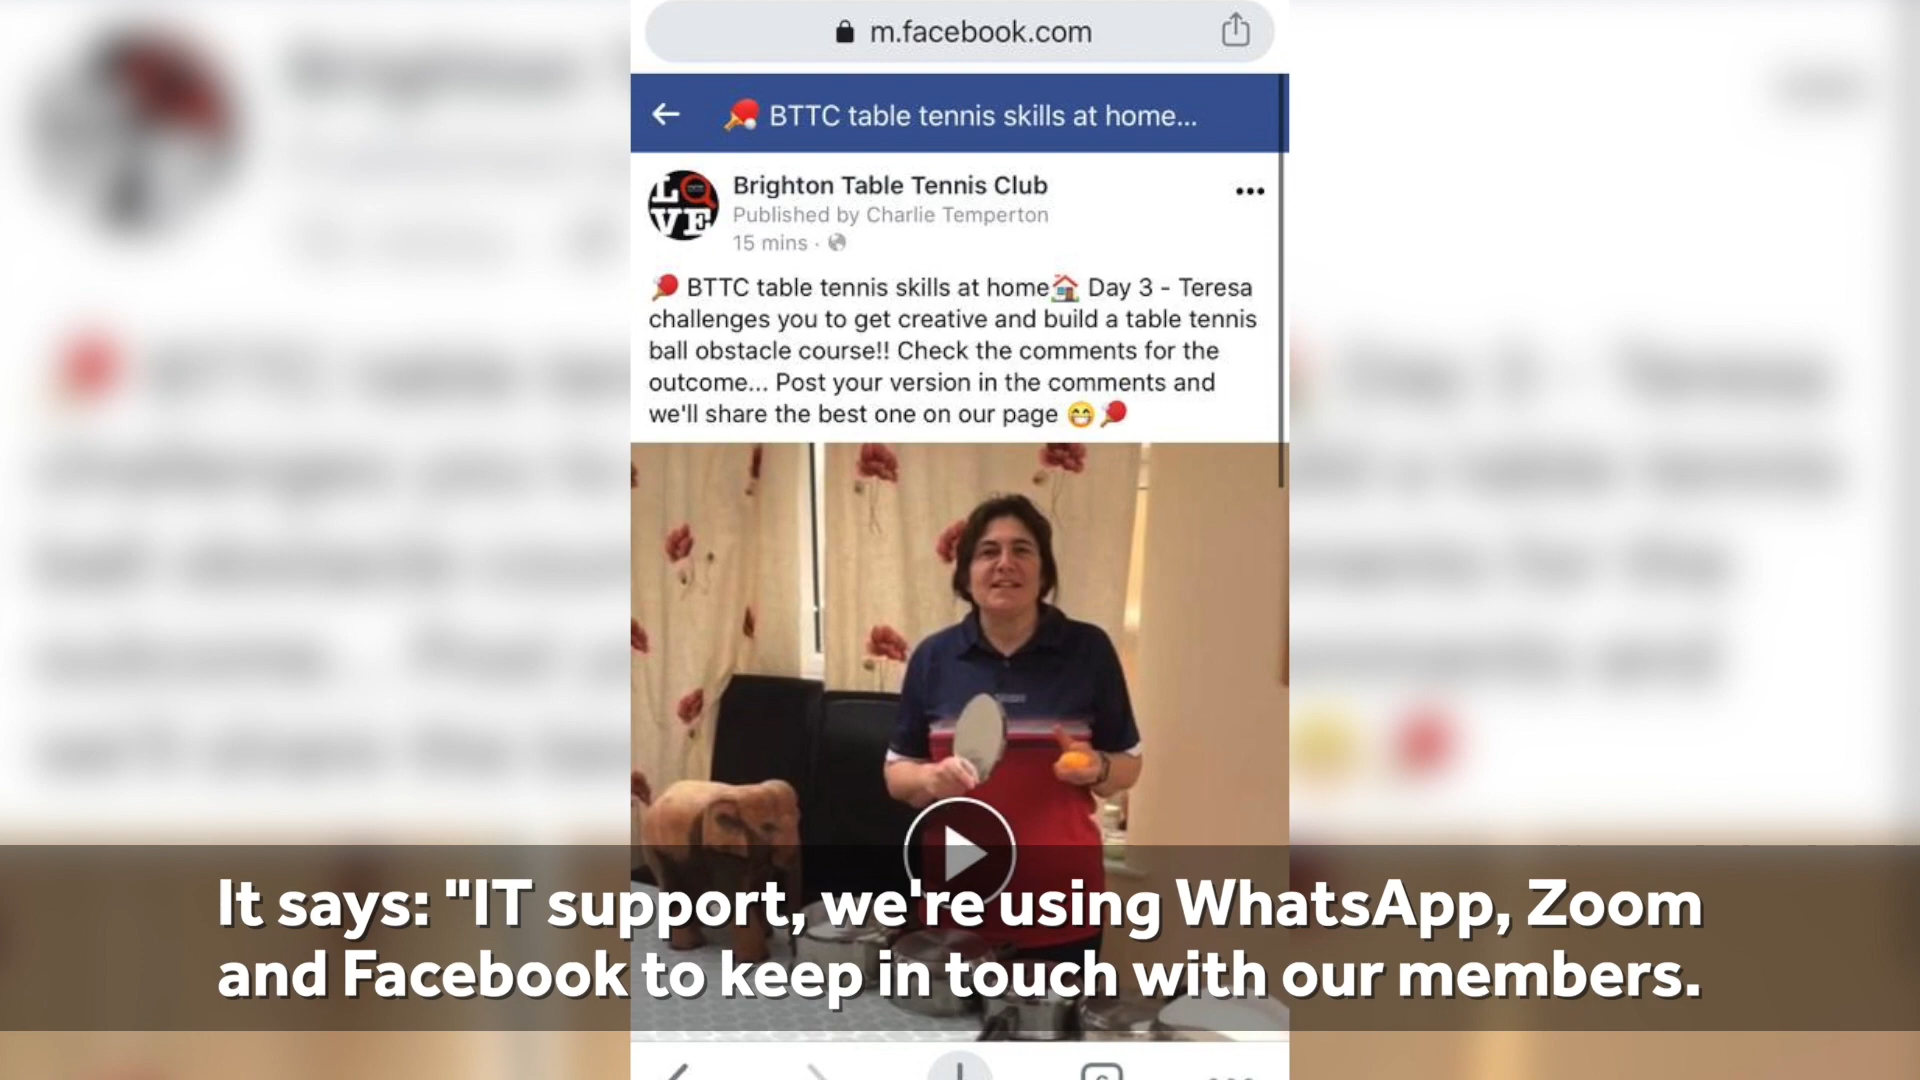 m.facebook.com
BTTC table tennis skills at home...
LOVE
Brighton Table Tennis Club
Published by Charlie Temperton
15 mins ·
BTTC table tennis skills at home Day 3 - Teresa
challenges you to get creative and build a table tennis
ball obstacle course!! Check the comments for the
outcome... Post your version in the comments and
we'll share the best one on our page
It says: "IT support, we're using WhatsApp, Zoom
and Facebook to keep in touch with our members.